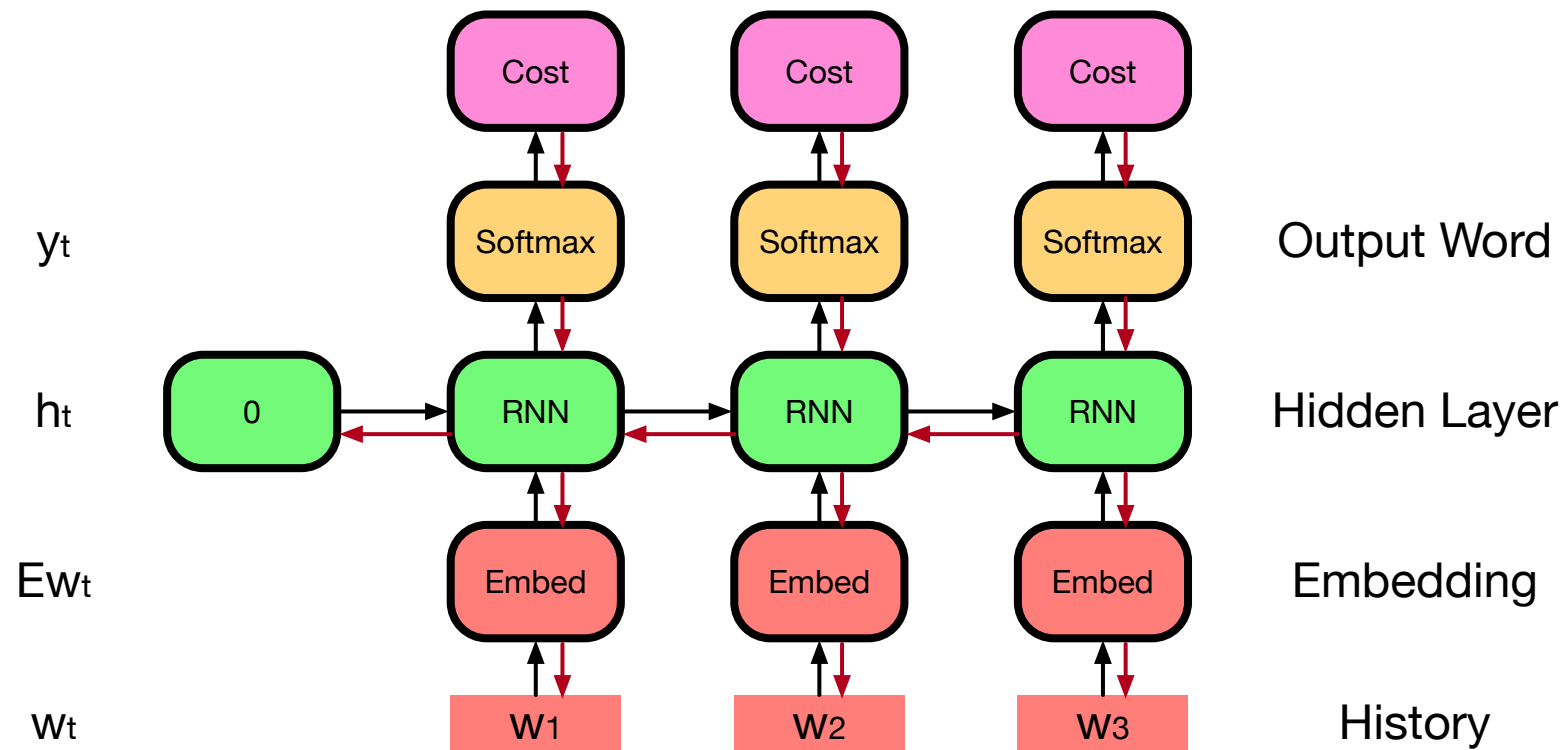 Cost Cost Cost
yt Softmax Softmax Softmax Output Word
ht 0 RNN RNN RNN Hidden Layer
Ewt Embed Embed Embed Embedding
wt w1 w2 w3 History